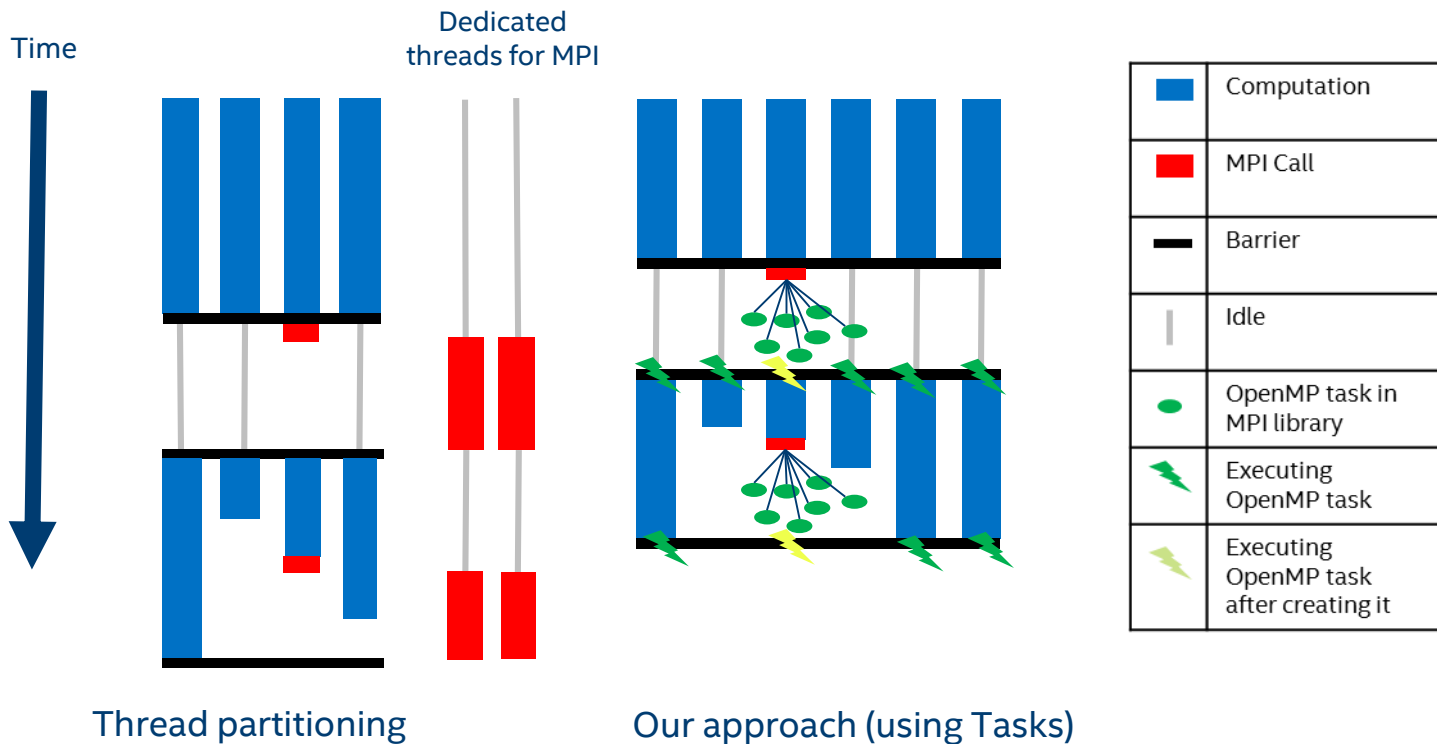 Time
Dedicated
threads for MPI
Computation
MPI Call
Barrier
Idle
OpenMP task in
MPI library
Executing
OpenMP task
Executing
OpenMP task
after creating it
Thread partitioning
Our approach (using Tasks)